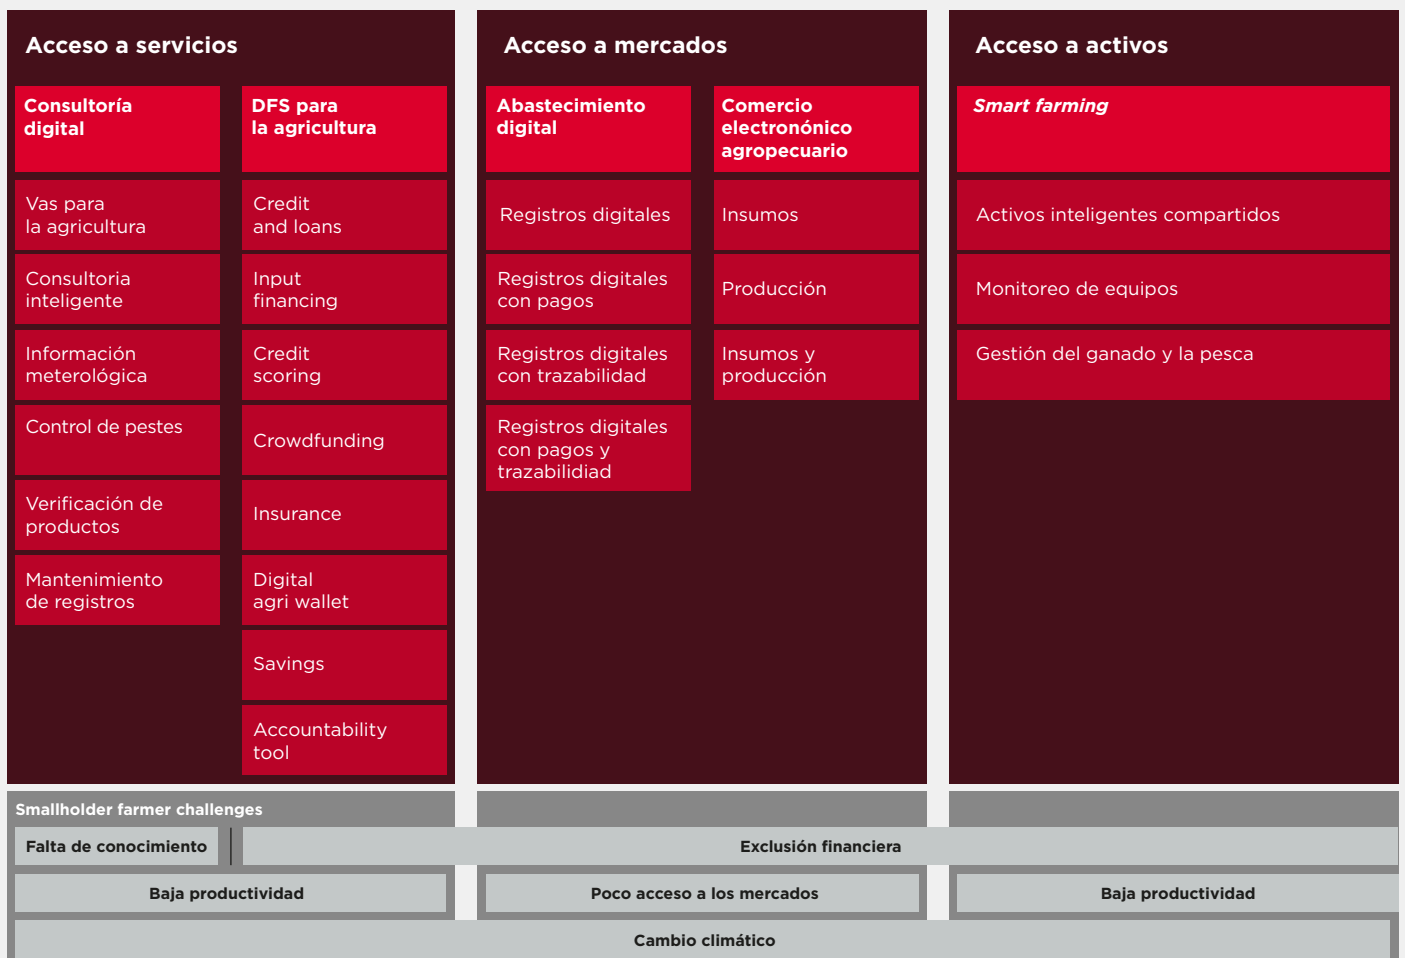 Acceso a servicios
Consultoría
digital
Vas para
la agricultura
Consultoria
inteligente
Información
meterológica
Control de pestes
Verificación de
productos
Mantenimiento
de registros
DFS para
la agricultura
Credit
and loans
Input
financing
Credit
scoring
Crowdfunding
Insurance
Digital
agri wallet
Savings
Accountability
tool
Acceso a mercados
Abastecimiento
digital
Registros digitales
Registros digitales
con pagos
Registros digitales
con trazabilidad
Registros digitales
con pagos y
trazabilidiad
Comercio
electronónico
agropecuario
Insumos
Producción
Insumos y
producción
Acceso a activos
Smart farming
Activos inteligentes compartidos
Monitoreo de equipos
Gestión del ganado y la pesca
Smallholder farmer challenges
Falta de conocimiento
Exclusión financiera
Baja productividad
Poco acceso a los mercados
Baja productividad
Cambio climático